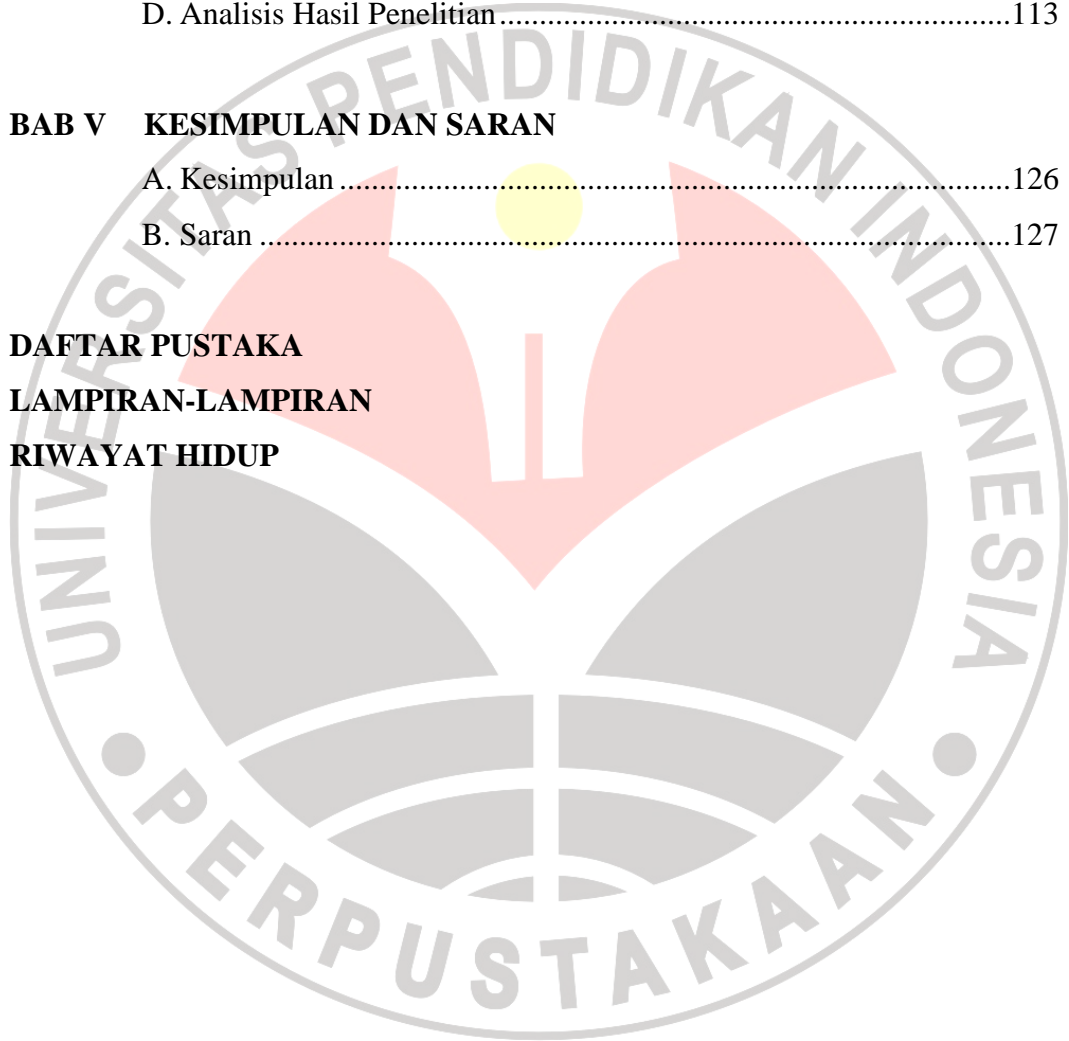 D. Analisis Hasil Penelitian....................................................................................113
BAB V KESIMPULAN DAN SARAN
A. Kesimpulan..............................................................................................................126
B. Saran...........................................................................................................................127
DAFTAR PUSTAKA
LAMPIRAN-LAMPIRAN
RIWAYAT HIDUP
UNIVERSITAS PENDIDIKAN INDONESIA
PERPUSTAKAAN